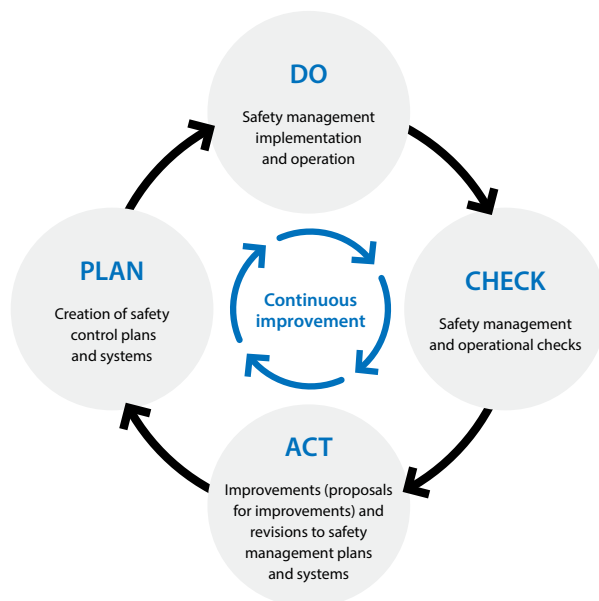 DO
Safety management
implementation
and operation
PLAN
Creation of safety
control plans
and systems
Continuous
improvement
CHECK
Safety management
and operational checks
ACT
Improvements (proposals
for improvements) and
revisions to safety
management plans
and systems